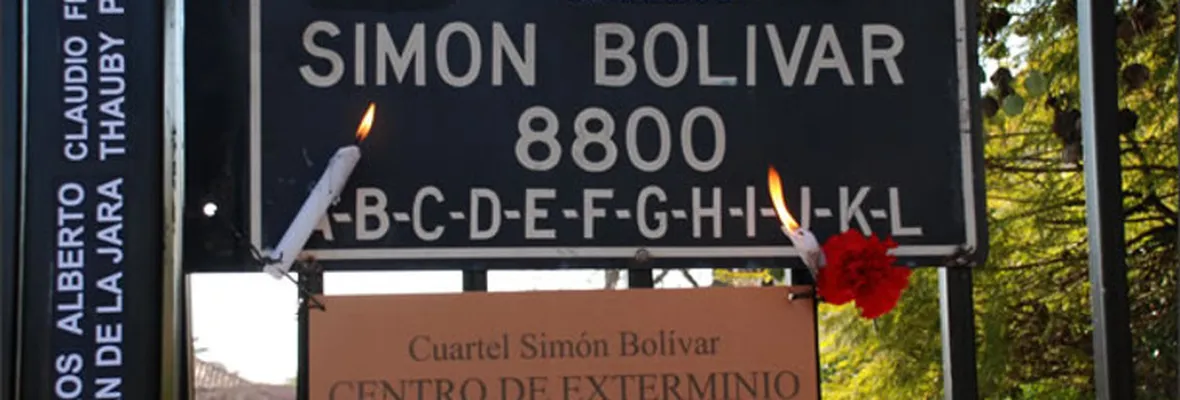 SIMON BOLIVAR
8800
A-B-C-D-E-F-G-H-I-J-K-L
Cuartel Simón Bolívar
CENTRO DE EXTERMINIO
ALBERTO CLAUDIO
DE LA JARA THAUBY